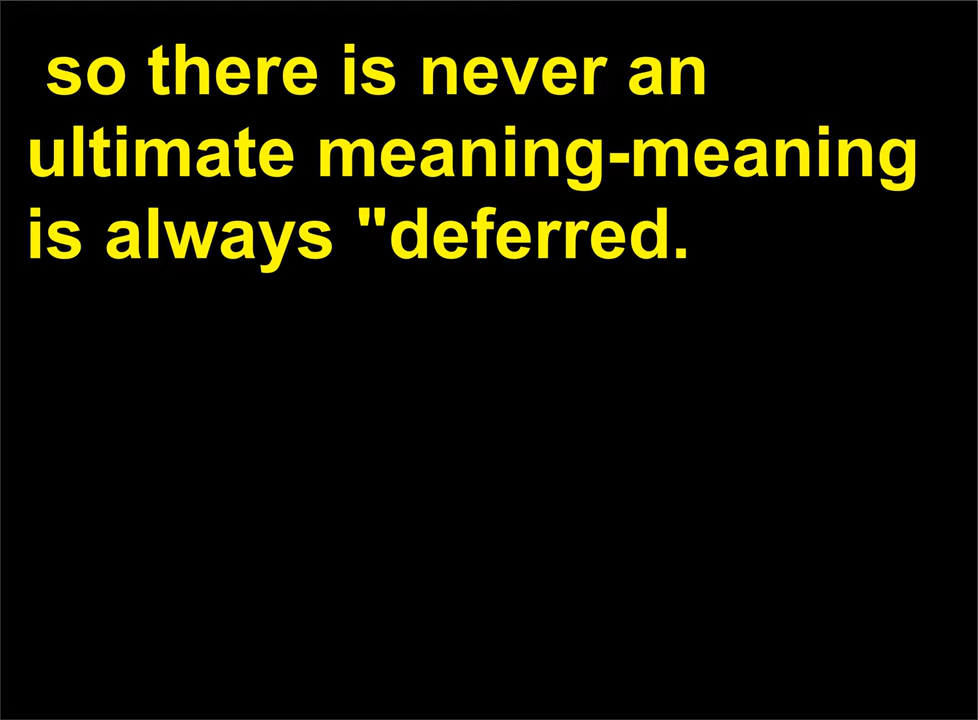 so there is never an
ultimate meaning-meaning
is always "deferred.